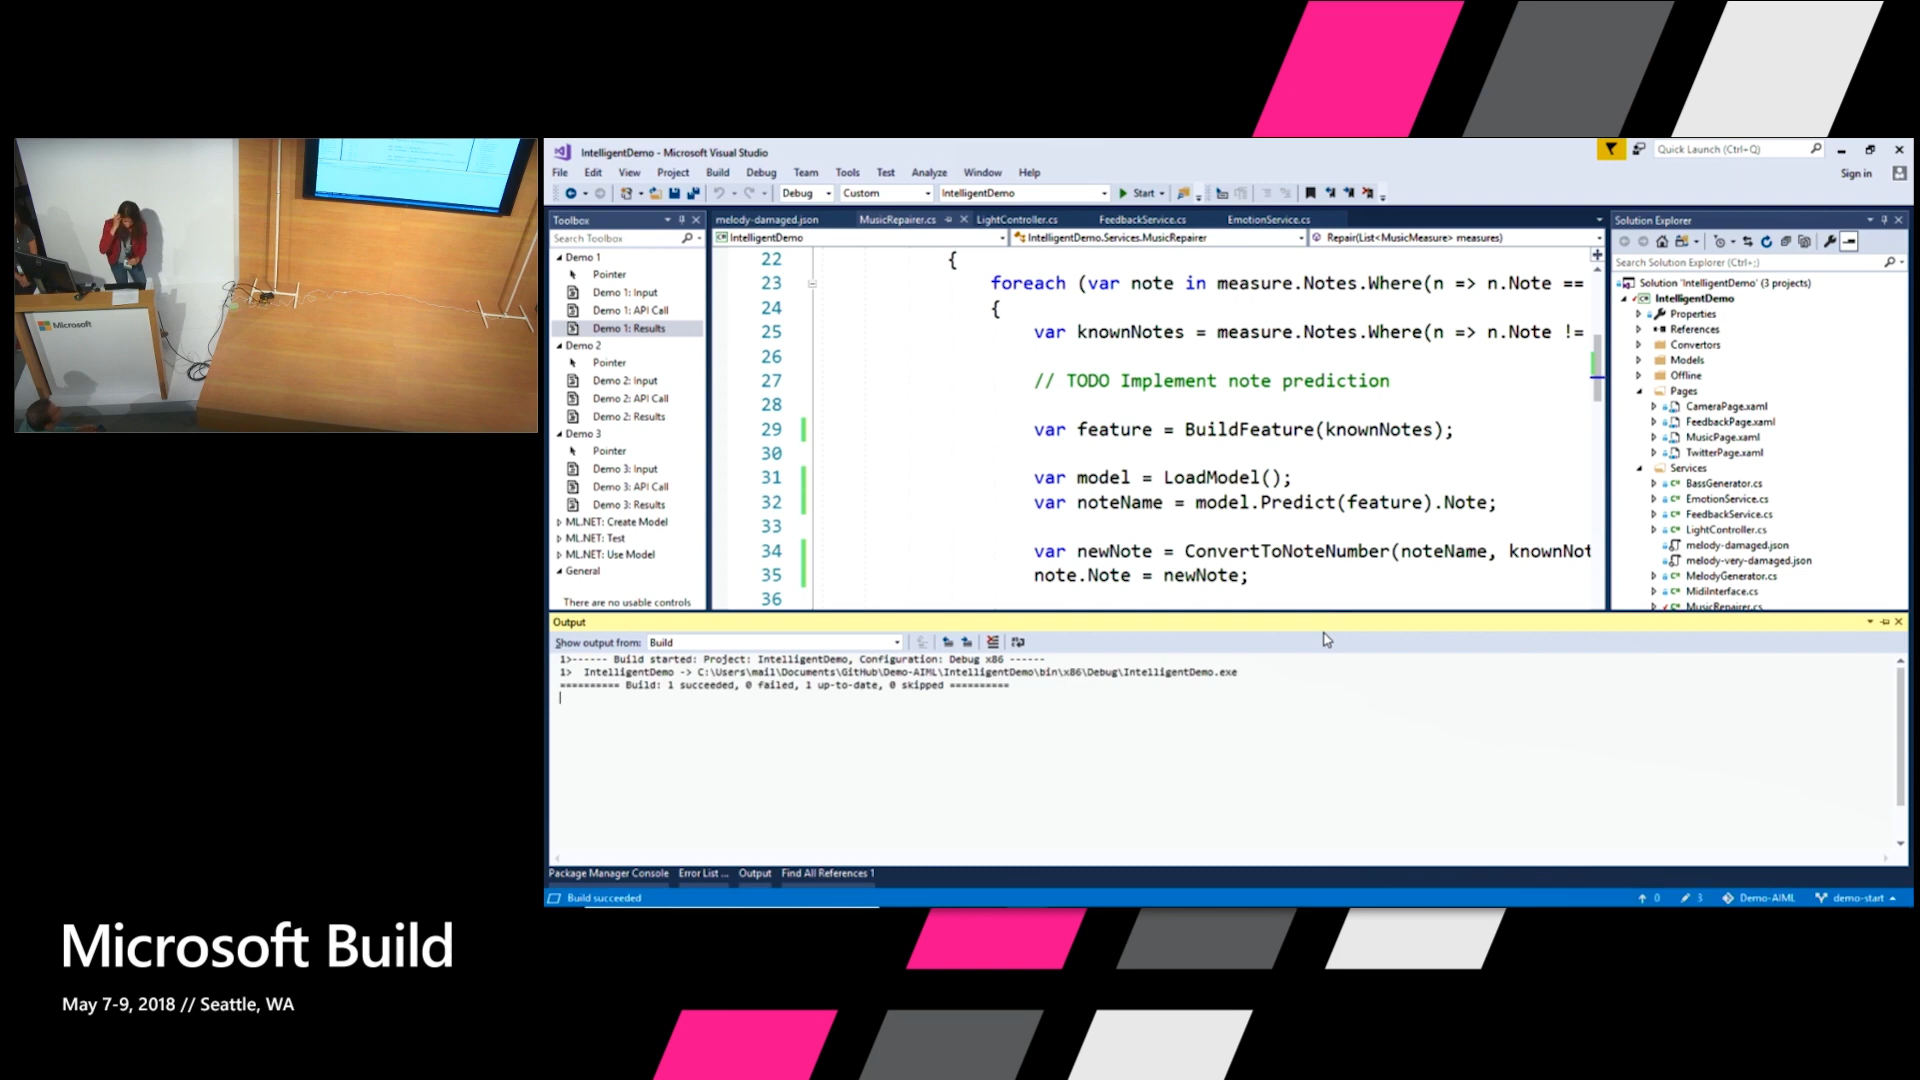 IntelligentDemo - Microsoft Visual Studio
Quick Launch (Ctrl+Q)
File Edit View Project Build Debug Team Tools Test Analyze Window Help
Sign in
Debug Custom IntelligentDemo Start
Toolbox
Search Toolbox
Demo 1
Pointer
Demo 1: Input
Demo 1: API Call
Demo 1: Results
Demo 2
Pointer
Demo 2: Input
Demo 2: API Call
Demo 2: Results
Demo 3
Pointer
Demo 3: Input
Demo 3: API Call
Demo 3: Results
ML.NET: Create Model
ML.NET: Test
ML.NET: Use Model
General
There are no usable controls
melody-damaged.json MusicRepairer.cs LightController.cs FeedbackService.cs EmotionService.cs
IntelligentDemo IntelligentDemo.Services.MusicRepairer Repair(List<MusicMeasure> measures)
22 {
23 foreach (var note in measure.Notes.Where(n => n.Note ==
24 {
25 var knownNotes = measure.Notes.Where(n => n.Note !=
26
27 // TODO Implement note prediction
28
29 var feature = BuildFeature(knownNotes);
30
31 var model = LoadModel();
32 var noteName = model.Predict(feature).Note;
33
34 var newNote = ConvertToNoteNumber(noteName, knownNot
35 note.Note = newNote;
36
Solution Explorer
Search Solution Explorer (Ctrl+;)
Solution 'IntelligentDemo' (3 projects)
IntelligentDemo
Properties
References
Convertors
Models
Offline
Pages
CameraPage.xaml
FeedbackPage.xaml
MusicPage.xaml
TwitterPage.xaml
Services
BassGenerator.cs
EmotionService.cs
FeedbackService.cs
LightController.cs
melody-damaged.json
melody-very-damaged.json
MelodyGenerator.cs
MidiInterface.cs
MusicRepairer.cs
Output
Show output from: Build
1>------ Build started: Project: IntelligentDemo, Configuration: Debug x86 ------
1> IntelligentDemo -> C:\Users\mail\Documents\GitHub\Demo-AIML\IntelligentDemo\bin\x86\Debug\IntelligentDemo.exe
========== Build: 1 succeeded, 0 failed, 1 up-to-date, 0 skipped ==========
Package Manager Console Error List ... Output Find All References 1
Build succeeded
0 3 Demo-AIML demo-start
Microsoft
Microsoft Build
May 7-9, 2018 // Seattle, WA